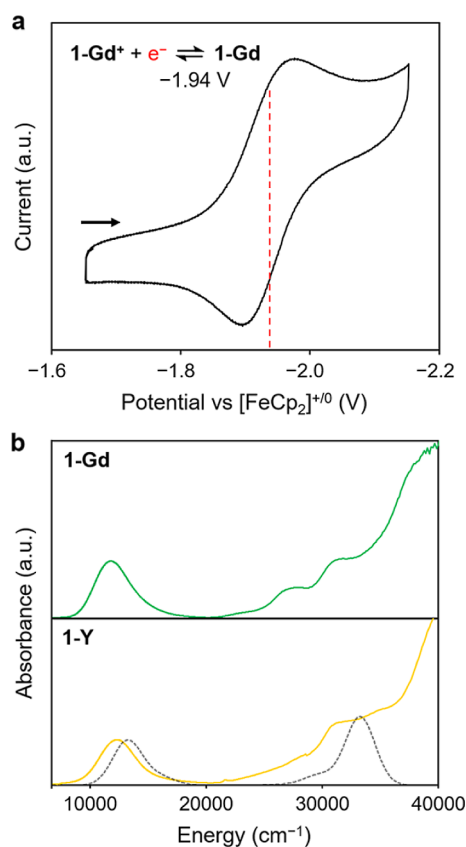 a
1-Gd⁺ + e⁻ ⇌ 1-Gd
−1.94 V
Current (a.u.)
−1.6 −1.8 −2.0 −2.2
Potential vs [FeCp₂]⁺ᐟ⁰ (V)
b
1-Gd
1-Y
Absorbance (a.u.)
10000 20000 30000 40000
Energy (cm⁻¹)